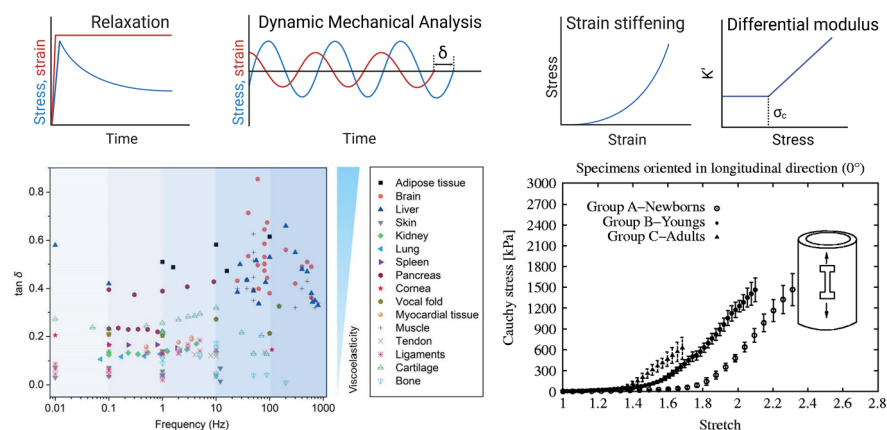 Relaxation
Stress, strain
Time
Dynamic Mechanical Analysis
Stress, strain
δ
Time
Strain stiffening
Stress
Strain
Differential modulus
K'
σc
Stress
tan δ
0.8
0.6
0.4
0.2
0.0
0.01
0.1
1
10
100
1000
Frequency (Hz)
Viscoelasticity
Adipose tissue
Brain
Liver
Skin
Kidney
Lung
Spleen
Pancreas
Cornea
Vocal fold
Myocardial tissue
Muscle
Tendon
Ligaments
Cartilage
Bone
Specimens oriented in longitudinal direction (0°)
Cauchy stress [kPa]
3000
2700
2400
2100
1800
1500
1200
900
600
300
0
Group A–Newborns
Group B–Youngs
Group C–Adults
1
1.2
1.4
1.6
1.8
2
2.2
2.4
2.6
2.8
Stretch